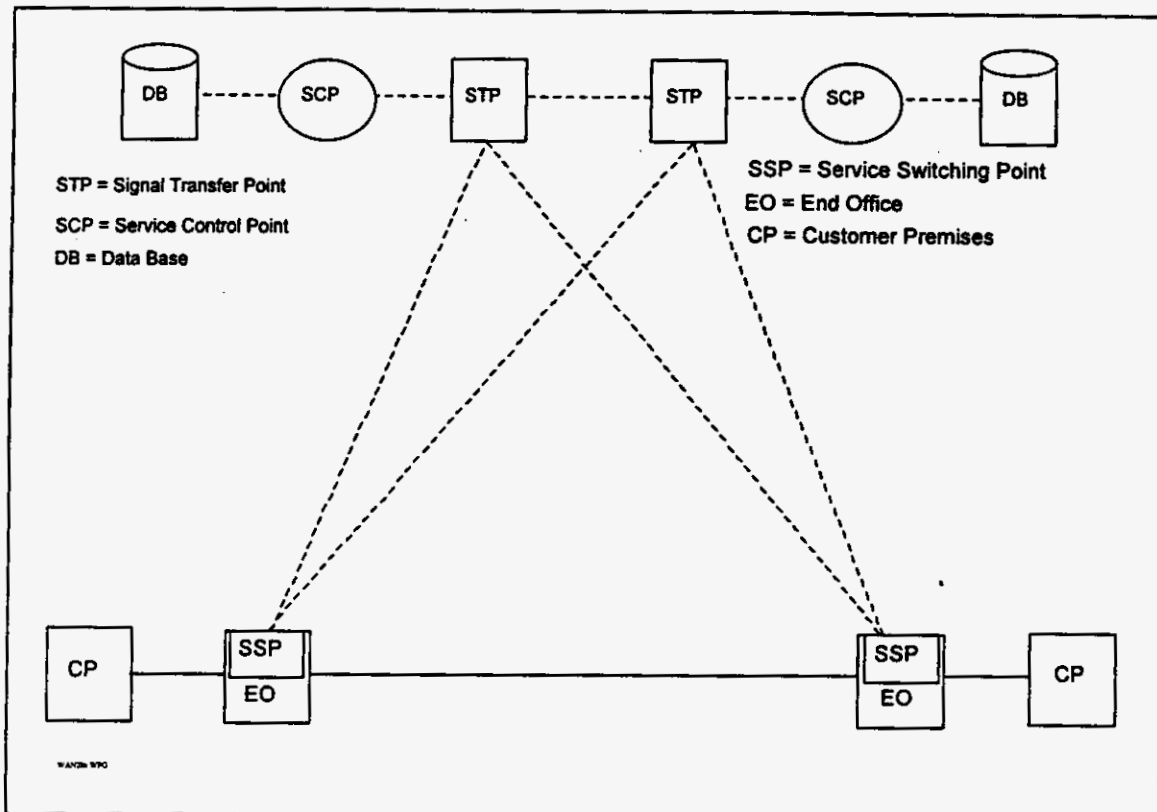 DB
SCP
STP
STP
SCP
DB
STP = Signal Transfer Point
SCP = Service Control Point
DB = Data Base
SSP = Service Switching Point
EO = End Office
CP = Customer Premises
CP
SSP
EO
SSP
EO
CP
WPG